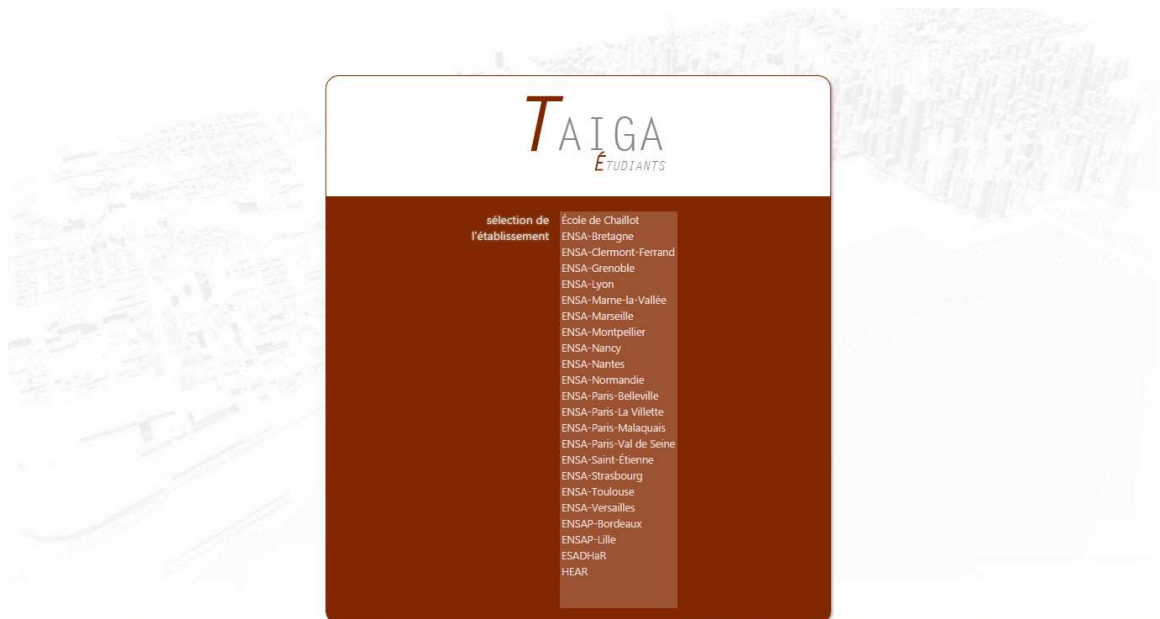 TAIGA
ÉTUDIANTS
sélection de
l'établissement
École de Chaillot
ENSA-Bretagne
ENSA-Clermont-Ferrand
ENSA-Grenoble
ENSA-Lyon
ENSA-Marne-la-Vallée
ENSA-Marseille
ENSA-Montpellier
ENSA-Nancy
ENSA-Nantes
ENSA-Normandie
ENSA-Paris-Belleville
ENSA-Paris-La Villette
ENSA-Paris-Malaquais
ENSA-Paris-Val de Seine
ENSA-Saint-Étienne
ENSA-Strasbourg
ENSA-Toulouse
ENSA-Versailles
ENSAP-Bordeaux
ENSAP-Lille
ESADHaR
HEAR